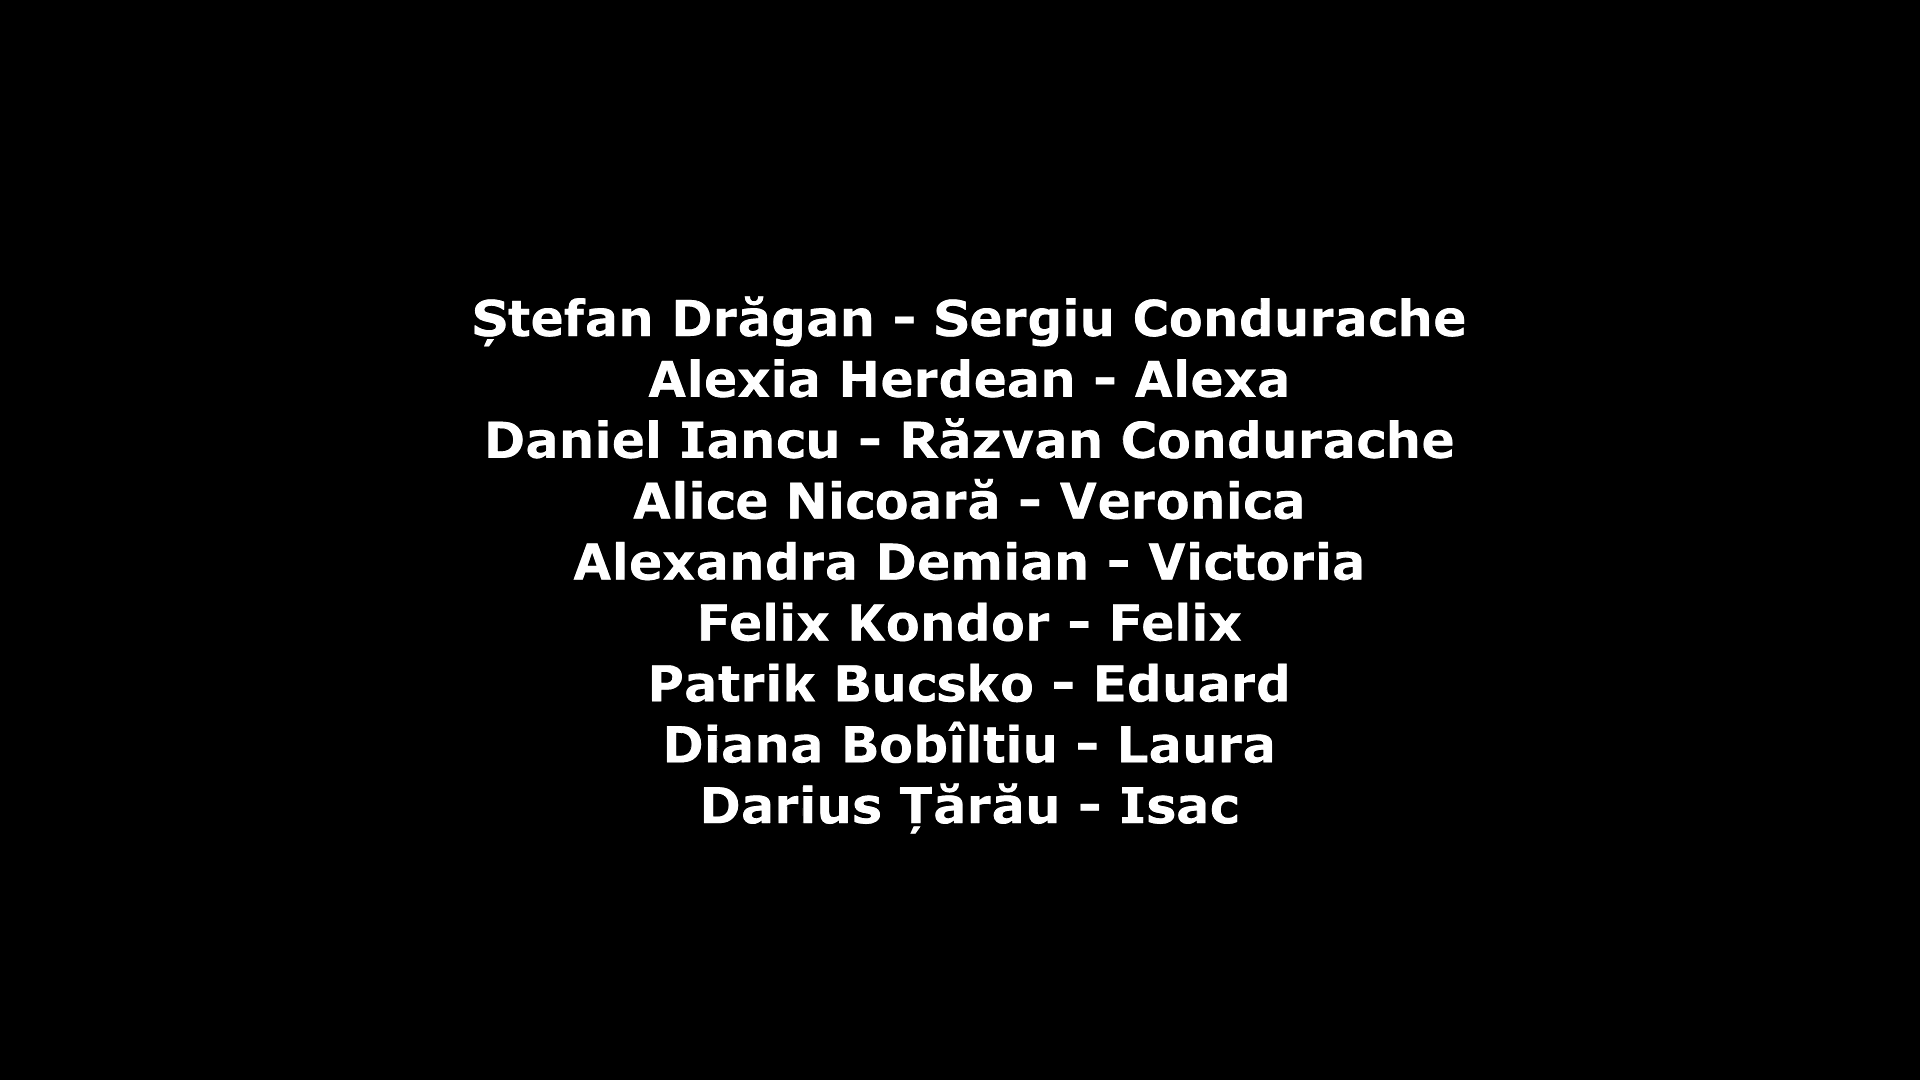 Ștefan Drăgan - Sergiu Condurache
Alexia Herdean - Alexa
Daniel Iancu - Răzvan Condurache
Alice Nicoară - Veronica
Alexandra Demian - Victoria
Felix Kondor - Felix
Patrik Bucsko - Eduard
Diana Bobîltiu - Laura
Darius Țărău - Isac